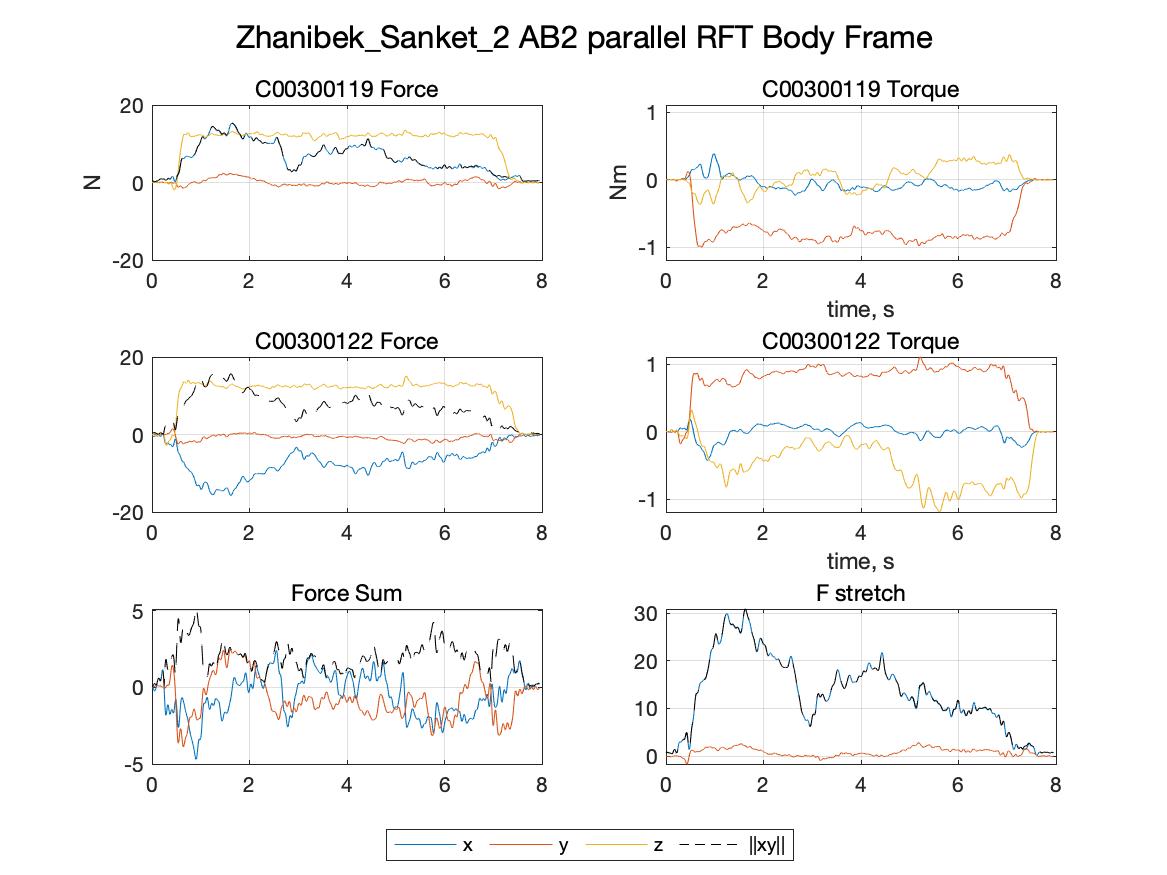 Zhanibek_Sanket_2 AB2 parallel RFT Body Frame
C00300119 Force
20
0
-20
N
0 2 4 6 8
C00300119 Torque
1
0
-1
Nm
0 2 4 6 8
time, s
C00300122 Force
20
0
-20
0 2 4 6 8
C00300122 Torque
1
0
-1
0 2 4 6 8
time, s
Force Sum
5
0
-5
0 2 4 6 8
F stretch
30
20
10
0
0 2 4 6 8
x y z ||xy||